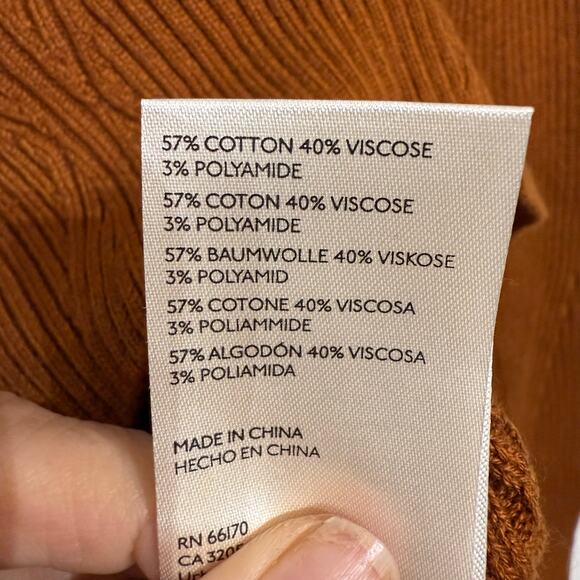 57% COTTON 40% VISCOSE
3% POLYAMIDE
57% COTON 40% VISCOSE
3% POLYAMIDE
57% BAUMWOLLE 40% VISKOSE
3% POLYAMID
57% COTONE 40% VISCOSA
3% POLIAMMIDE
57% ALGODÓN 40% VISCOSA
3% POLIAMIDA
MADE IN CHINA
HECHO EN CHINA
RN 66170
CA